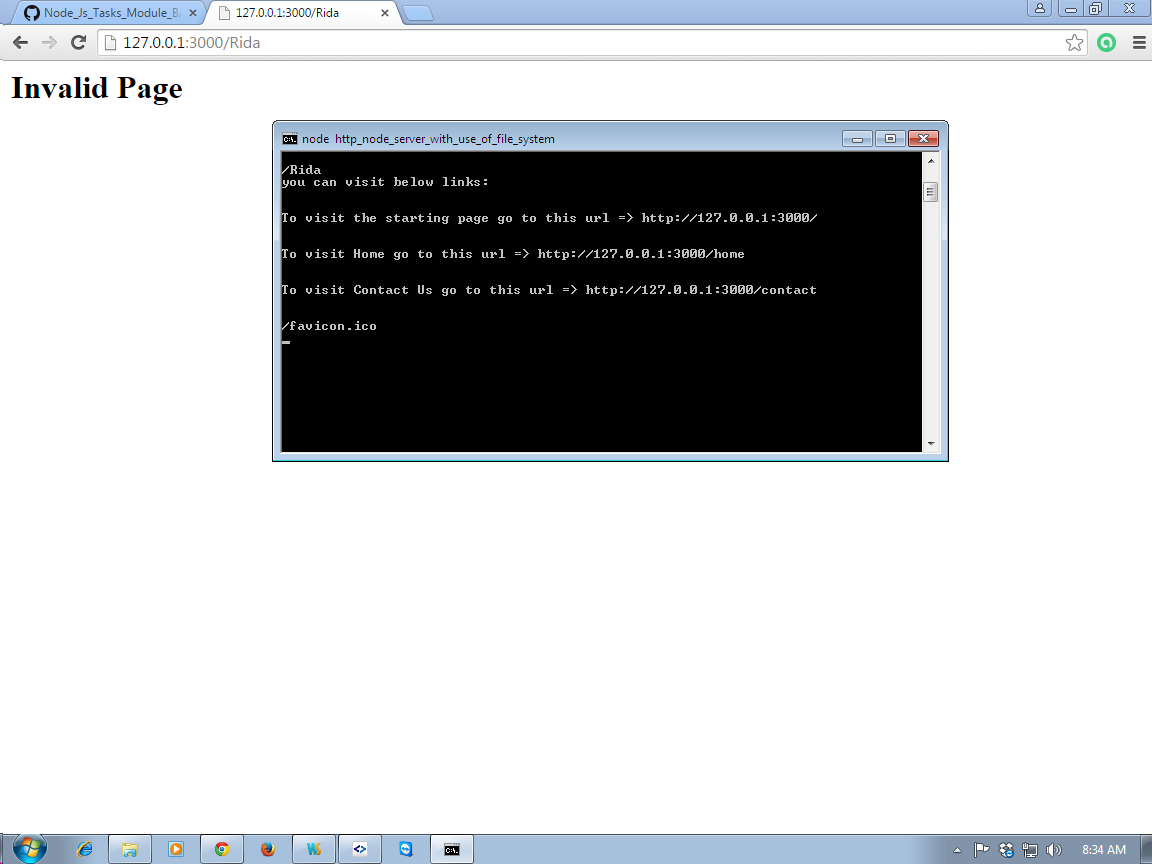 Node_Js_Tasks_Module_B
127.0.0.1:3000/Rida
127.0.0.1:3000/Rida
Invalid Page
node http_node_server_with_use_of_file_system
/Rida
you can visit below links:
To visit the starting page go to this url => http://127.0.0.1:3000/
To visit Home go to this url => http://127.0.0.1:3000/home
To visit Contact Us go to this url => http://127.0.0.1:3000/contact
/favicon.ico
8:34 AM